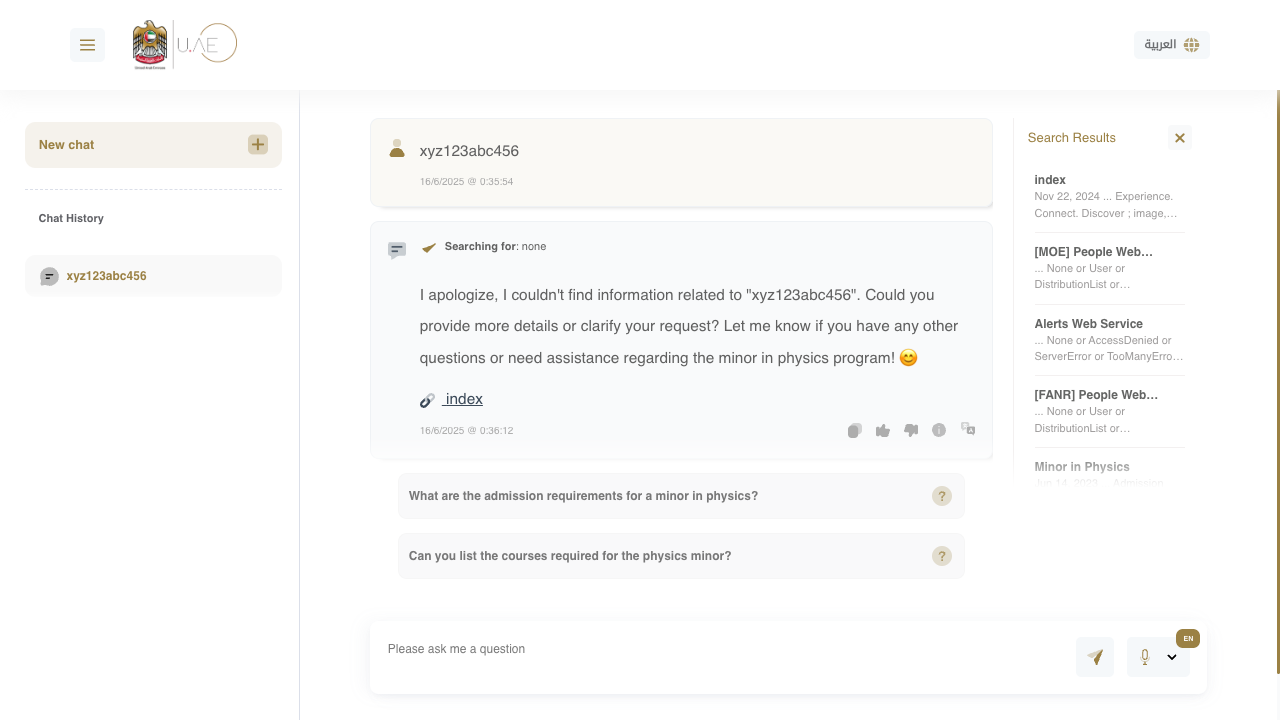 U.AE
العربية
New chat
Chat History
xyz123abc456
xyz123abc456
16/6/2025 @ 0:35:54
Searching for: none
I apologize, I couldn't find information related to "xyz123abc456". Could you
provide more details or clarify your request? Let me know if you have any other
questions or need assistance regarding the minor in physics program! 😊
index
16/6/2025 @ 0:36:12
What are the admission requirements for a minor in physics?
?
Can you list the courses required for the physics minor?
?
Search Results
index
Nov 22, 2024 ... Experience.
Connect. Discover ; image,...
[MOE] People Web...
... None or User or
DistributionList or...
Alerts Web Service
... None or AccessDenied or
ServerError or TooManyErro...
[FANR] People Web...
... None or User or
DistributionList or...
Minor in Physics
Jun 14, 2023 ... Admission
Please ask me a question
EN